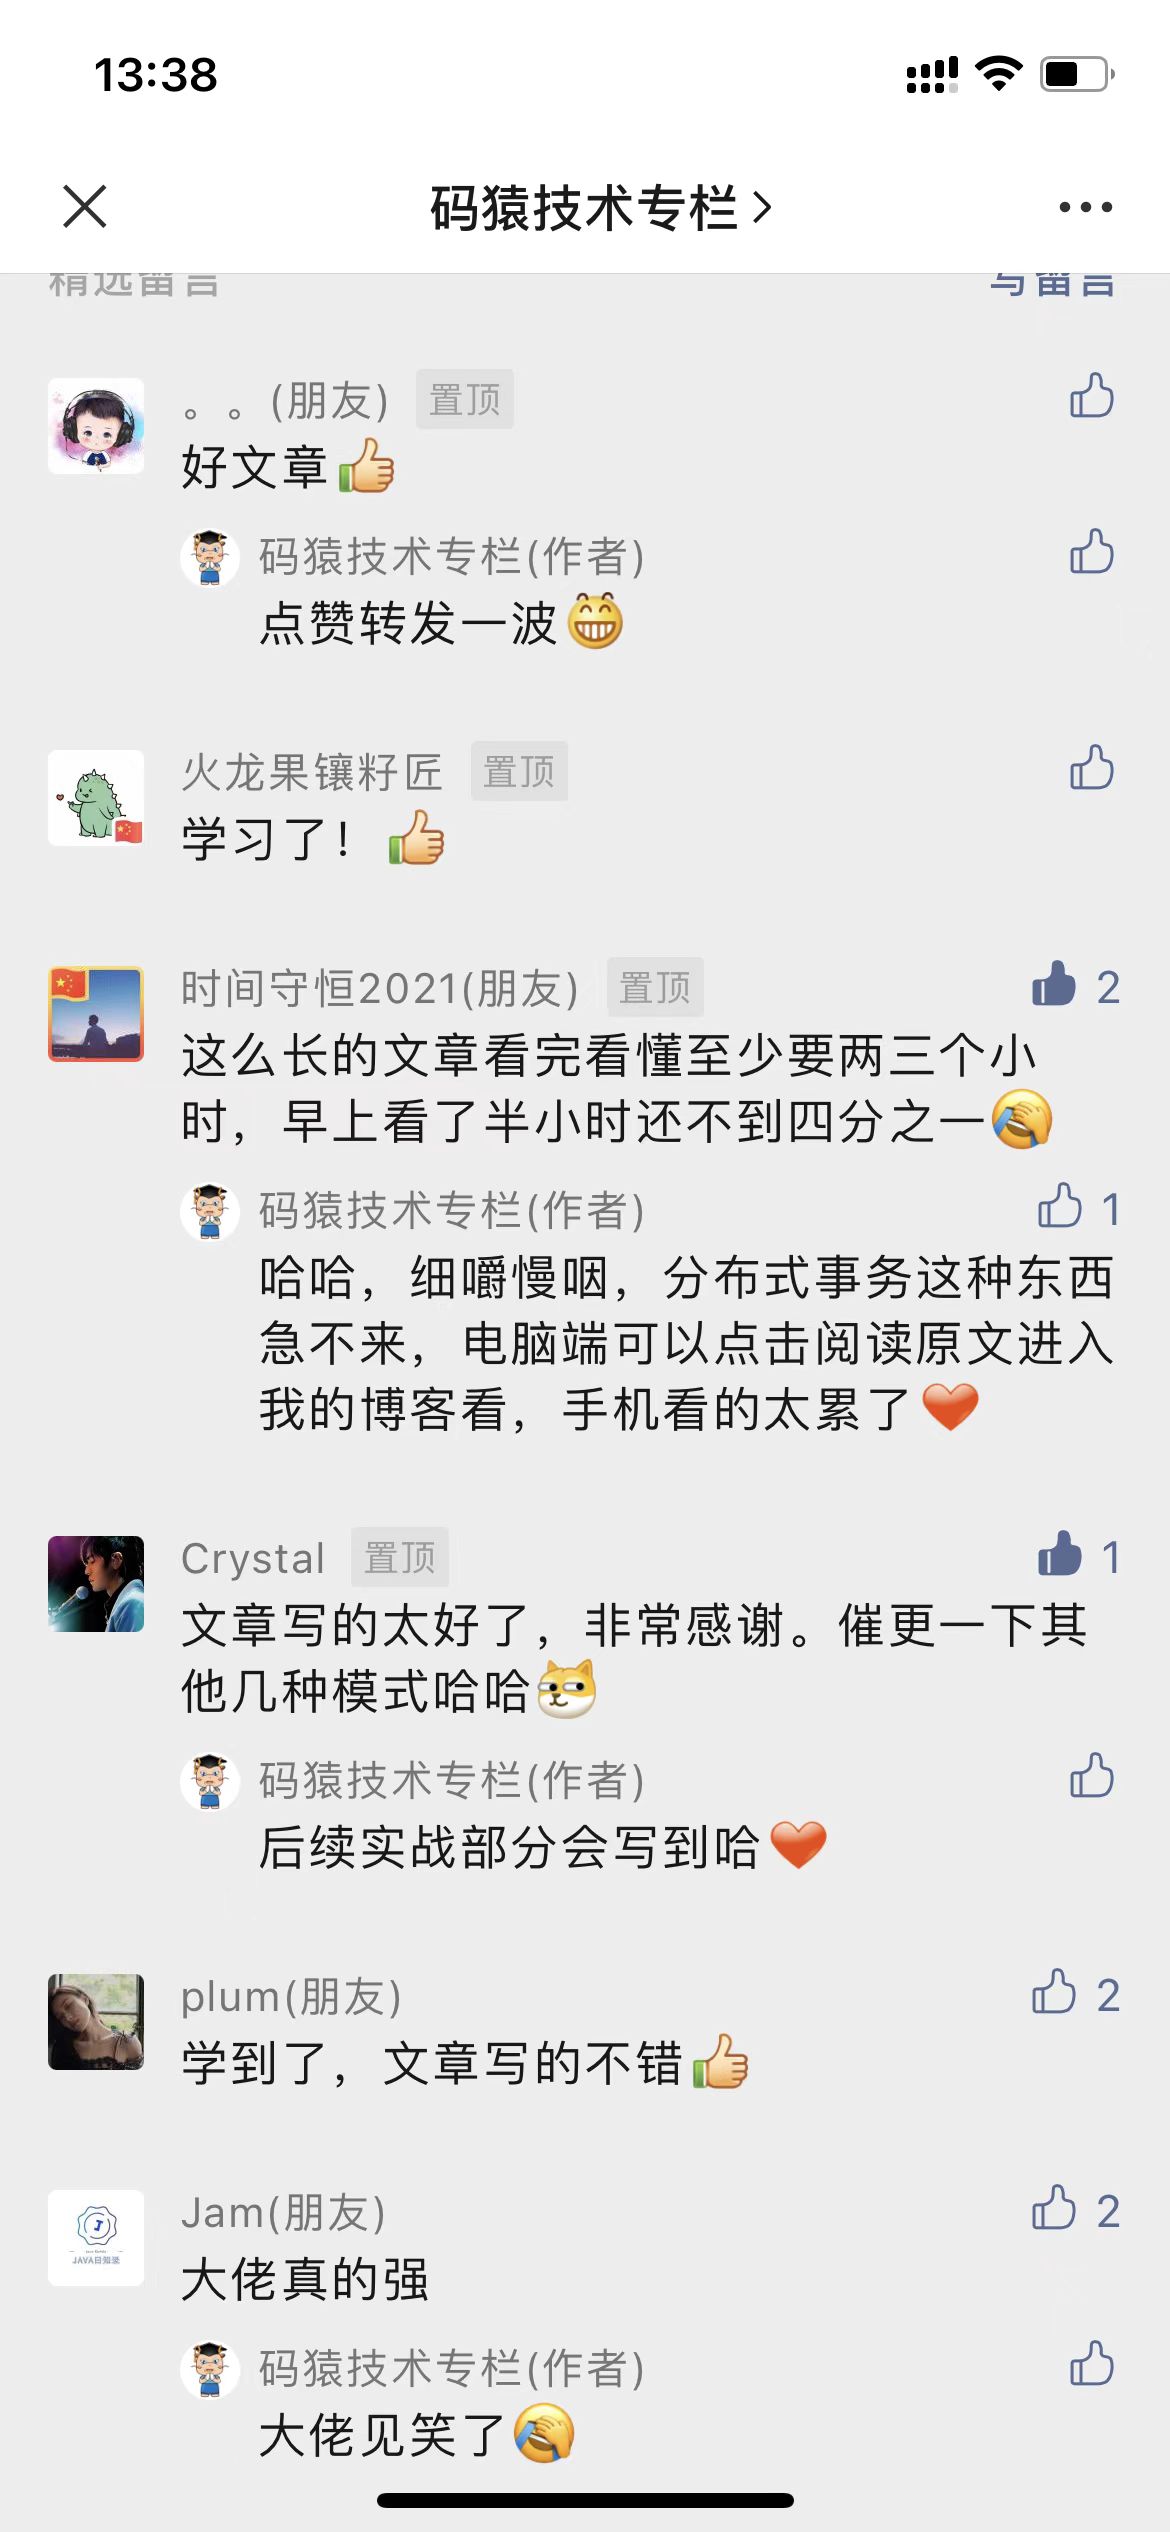 13:38
码猿技术专栏
精选留言
写留言
。。(朋友) 置顶
好文章
码猿技术专栏(作者)
点赞转发一波
火龙果镶籽匠 置顶
学习了！
时间守恒2021(朋友) 置顶 2
这么长的文章看完看懂至少要两三个小
时，早上看了半小时还不到四分之一
码猿技术专栏(作者) 1
哈哈，细嚼慢咽，分布式事务这种东西
急不来，电脑端可以点击阅读原文进入
我的博客看，手机看的太累了
Crystal 置顶 1
文章写的太好了，非常感谢。催更一下其
他几种模式哈哈
码猿技术专栏(作者)
后续实战部分会写到哈
plum(朋友) 2
学到了，文章写的不错
Jam(朋友) 2
J
JAVA日知录
大佬真的强
码猿技术专栏(作者)
大佬见笑了